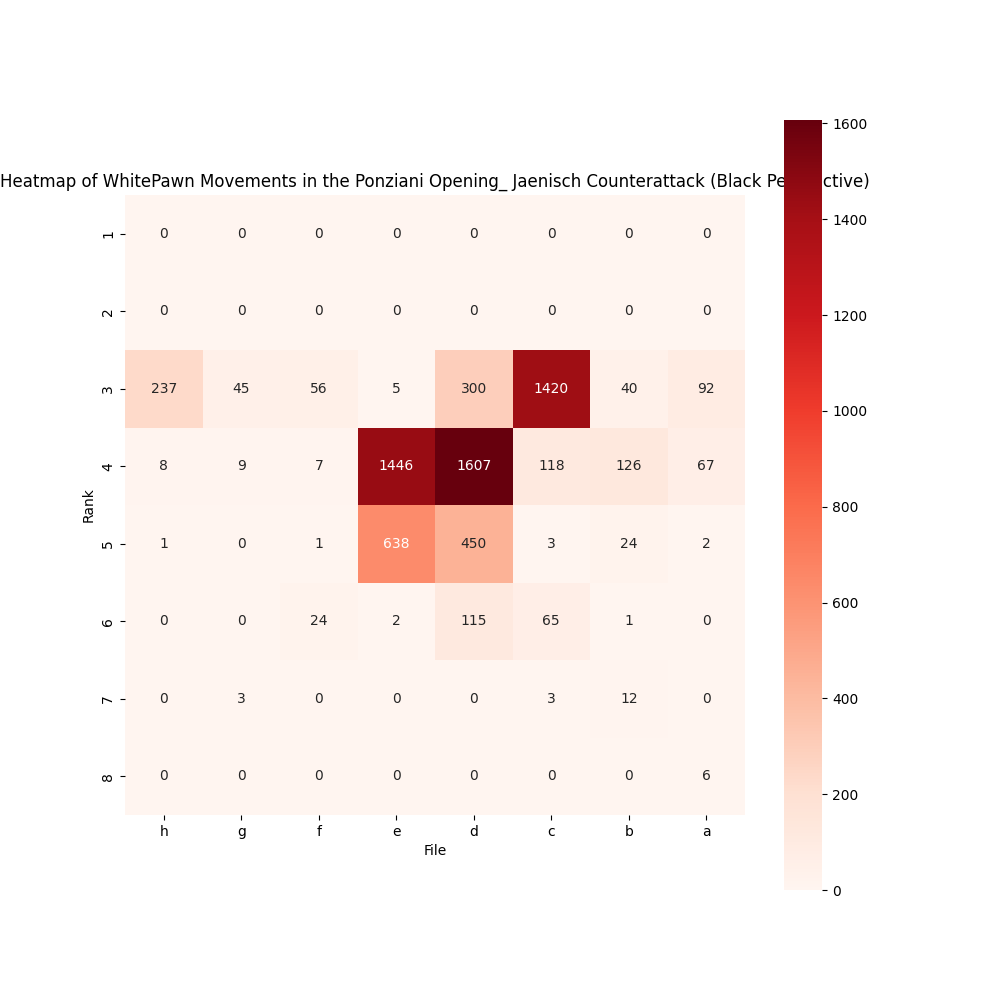 Heatmap of WhitePawn Movements in the Ponziani Opening_ Jaenisch Counterattack (Black Pe ctive)
1 0 0 0 0 0 0 0 0
2 0 0 0 0 0 0 0 0
3 237 45 56 5 300 1420 40 92
4 8 9 7 1446 1607 118 126 67
5 1 0 1 638 450 3 24 2
6 0 0 24 2 115 65 1 0
7 0 3 0 0 0 3 12 0
8 0 0 0 0 0 0 0 6
h g f e d c b a
File
Rank
1600
1400
1200
1000
800
600
400
200
0